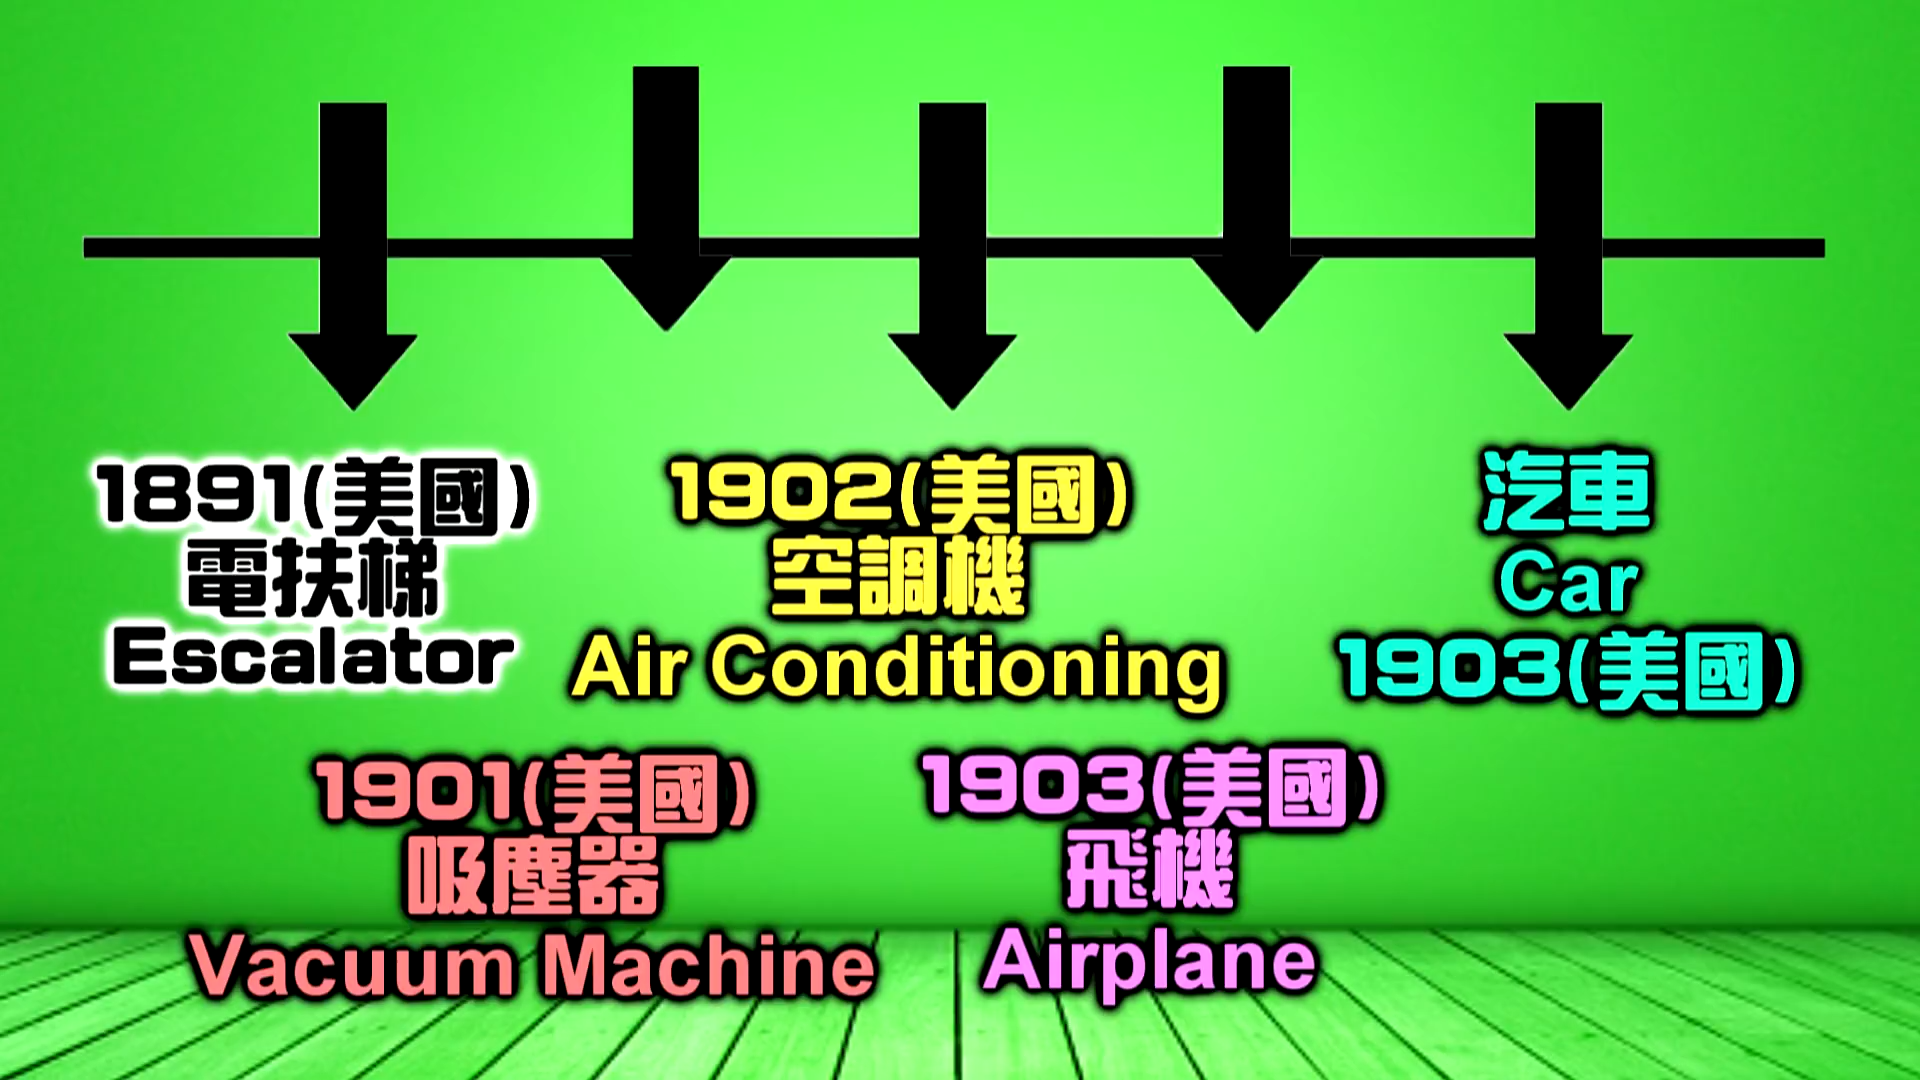 1891(美國)
電扶梯
Escalator
1902(美國)
空調機
Air Conditioning
汽車
Car
1903(美國)
1901(美國)
吸塵器
Vacuum Machine
1903(美國)
飛機
Airplane